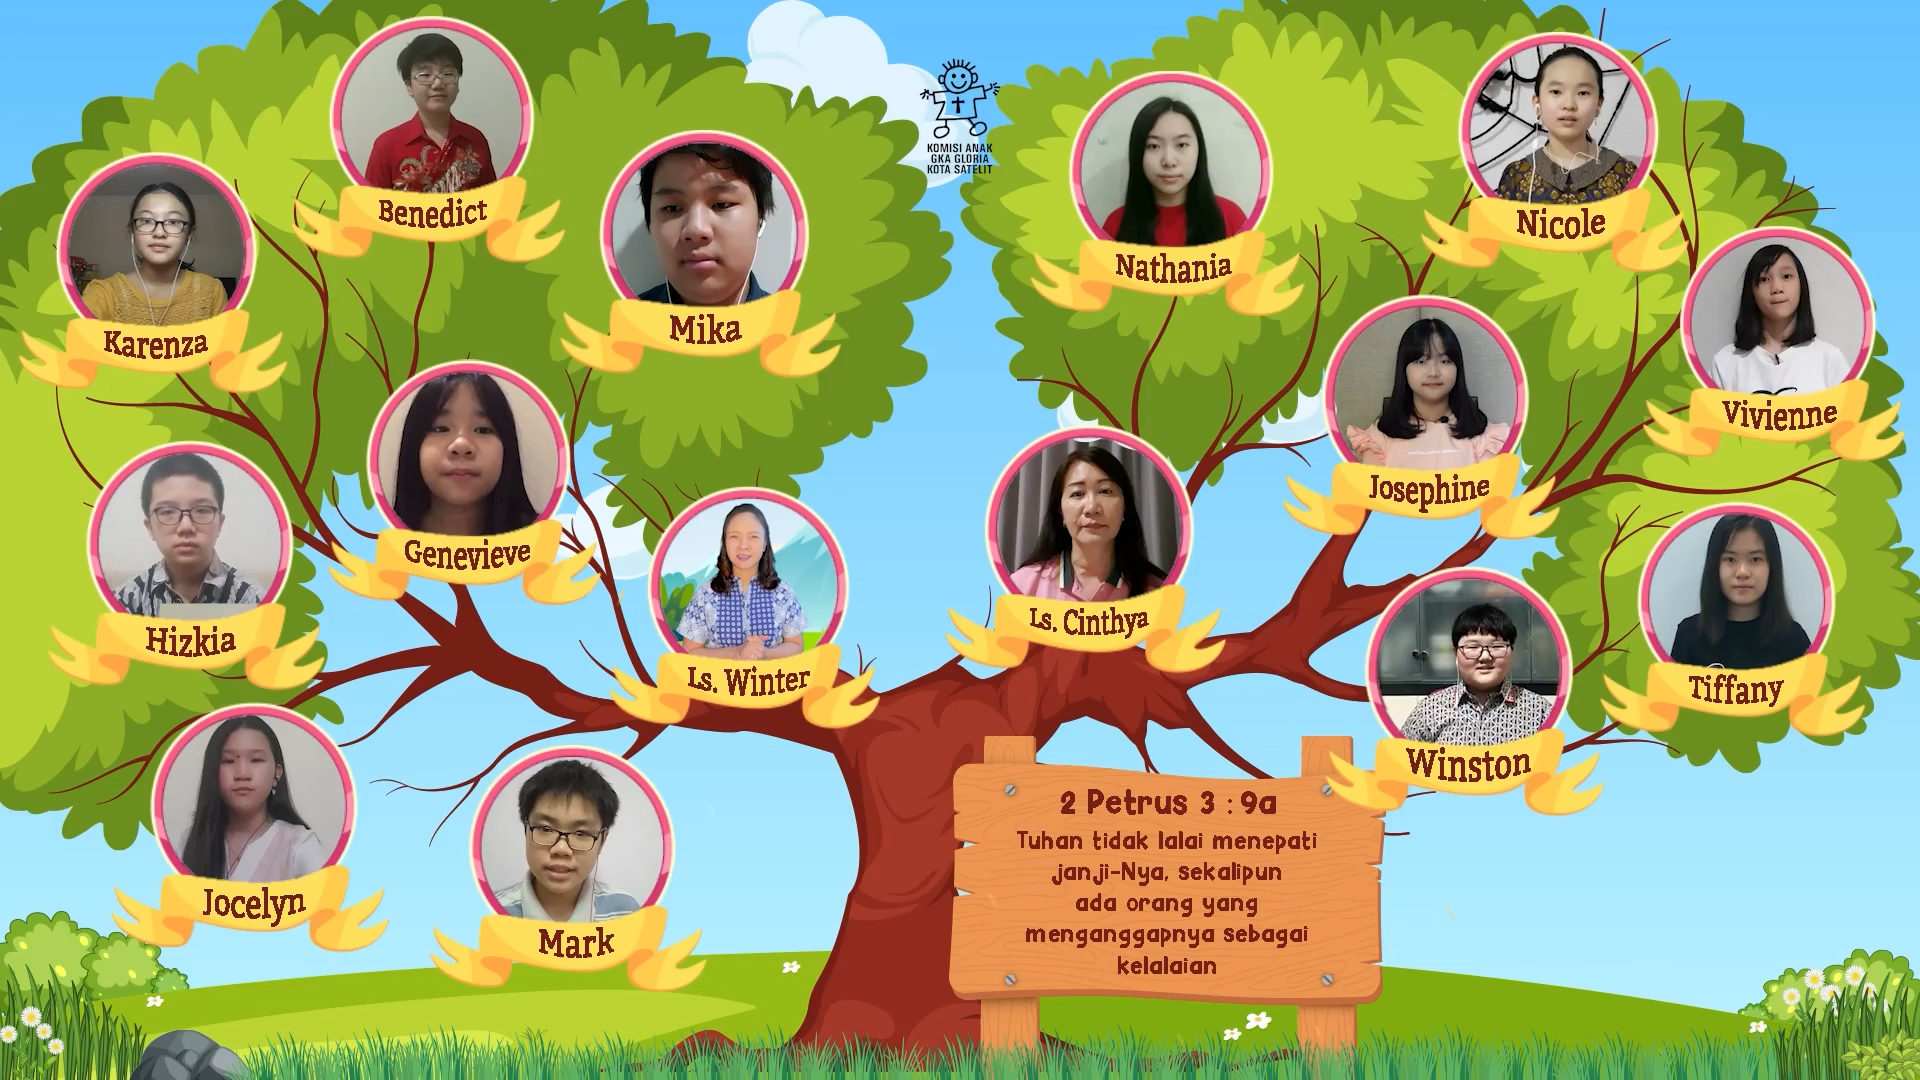 KOMISI ANAK
GKA GLORIA
KOTA SATELIT
Benedict
Karenza
Mika
Nathania
Nicole
Vivienne
Josephine
Genevieve
Hizkia
Ls. Winter
Ls. Cinthya
Tiffany
Winston
Jocelyn
Mark
2 Petrus 3 : 9a
Tuhan tidak lalai menepati
janji-Nya, sekalipun
ada orang yang
menganggapnya sebagai
kelalaian